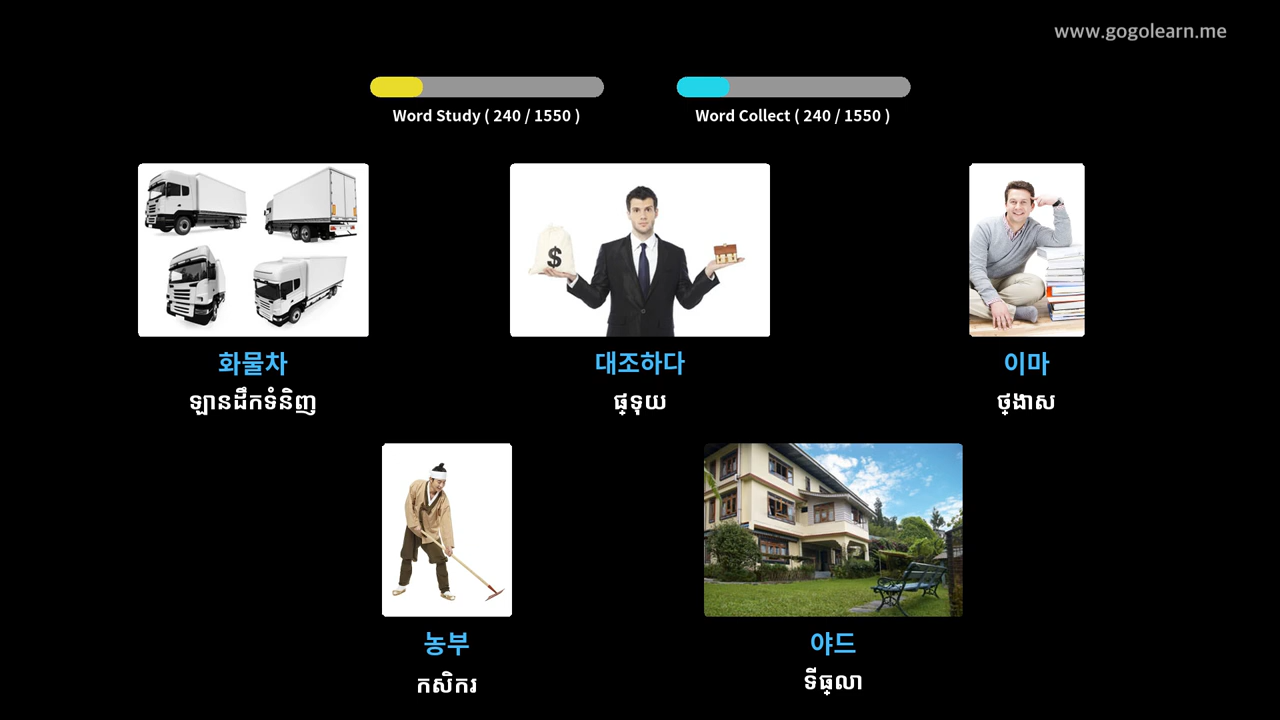 www.gogolearn.me
Word Study ( 240 / 1550 )
Word Collect ( 240 / 1550 )
화물차
대조하다
이마
ឡានដឹកទំនិញ
ផ្ទុយ
ថ្ងាស
농부
야드
កសិករ
ទីធ្លា